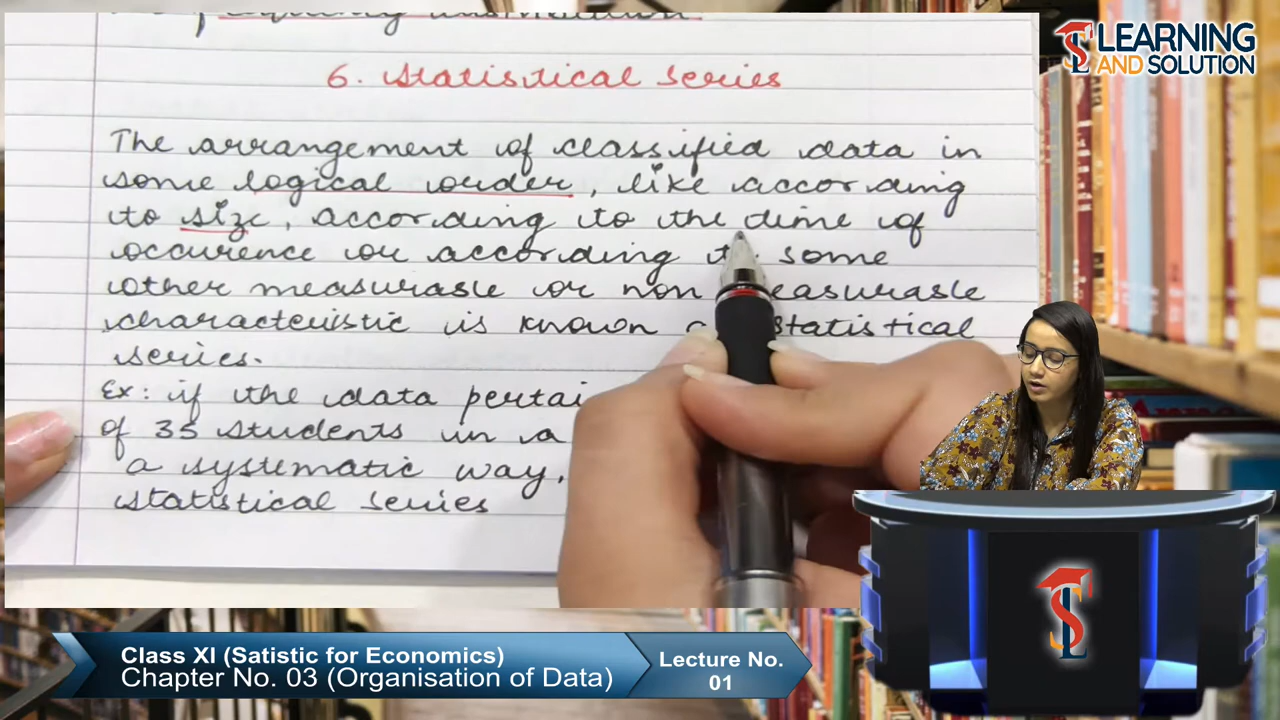 6. Statistical Series
The arrangement of classified data in
some logical order, like according
to size, according to the time of
occurence or according to some
other measurable or non measurable
characteristic is known as statistical
series.
Ex: if the data pertai
of 35 students in a
a systematic way,
statistical series
LEARNING
AND SOLUTION
Class XI (Satistic for Economics)
Chapter No. 03 (Organisation of Data)
Lecture No.
01